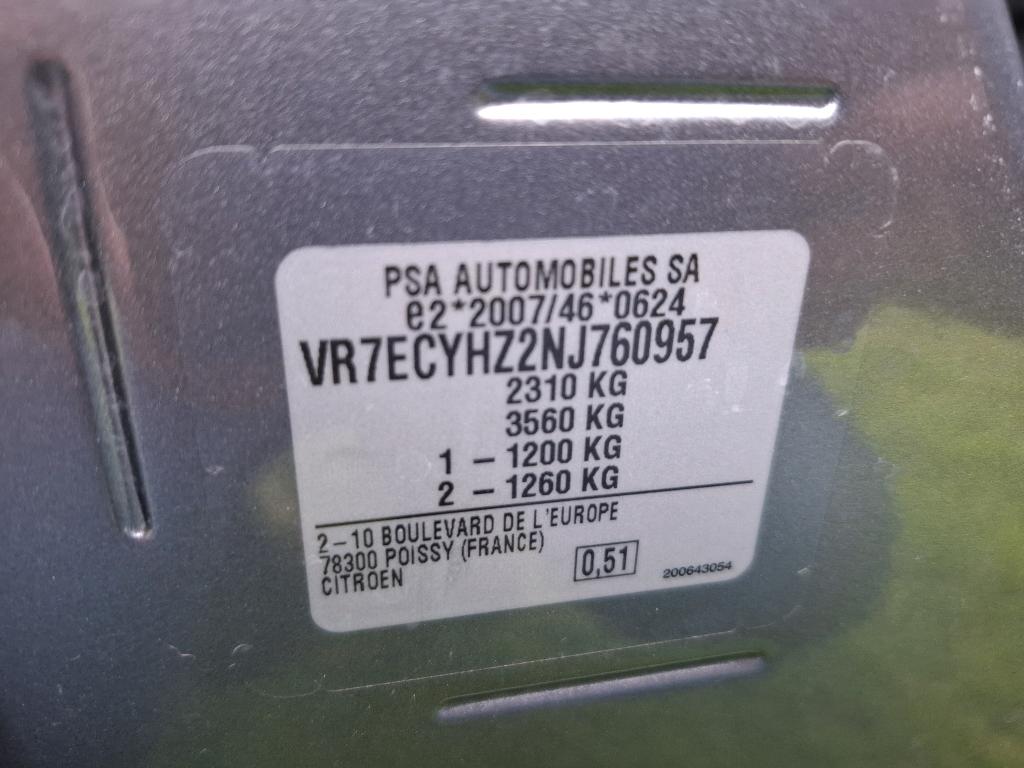 PSA AUTOMOBILES SA
e2*2007/46*0624
VR7ECYHZ2NJ760957
2310 KG
3560 KG
1 – 1200 KG
2 – 1260 KG
2–10 BOULEVARD DE L'EUROPE
78300 POISSY (FRANCE)
CITROEN
0,51
200643054